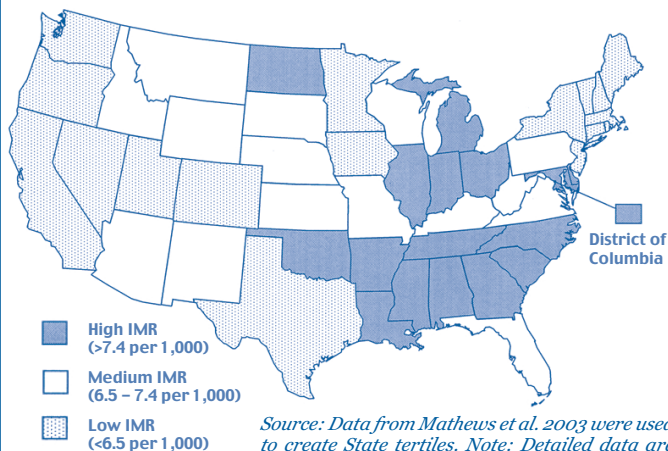 District of
Columbia
High IMR
(>7.4 per 1,000)
Medium IMR
(6.5 – 7.4 per 1,000)
Low IMR
(<6.5 per 1,000)
Source: Data from Mathews et al. 2003 were used
to create State tertiles. Note: Detailed data are